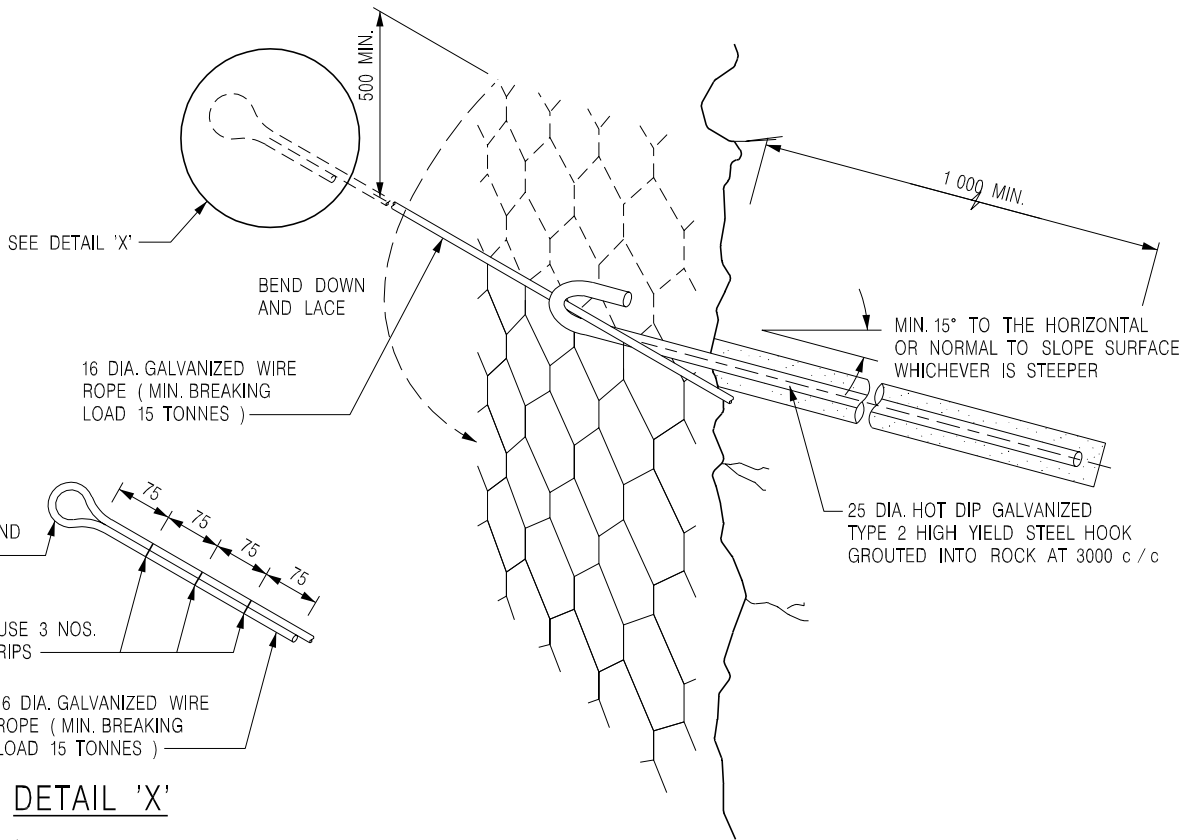 500 MIN.
1 000 MIN.
SEE DETAIL 'X'
BEND DOWN
AND LACE
MIN. 15° TO THE HORIZONTAL
OR NORMAL TO SLOPE SURFACE
WHICHEVER IS STEEPER
16 DIA. GALVANIZED WIRE
ROPE ( MIN. BREAKING
LOAD 15 TONNES )
25 DIA. HOT DIP GALVANIZED
TYPE 2 HIGH YIELD STEEL HOOK
GROUTED INTO ROCK AT 3000 c / c
75
75
75
75
USE 3 NOS.
6 DIA. GALVANIZED WIRE
ROPE ( MIN. BREAKING
LOAD 15 TONNES )
DETAIL 'X'